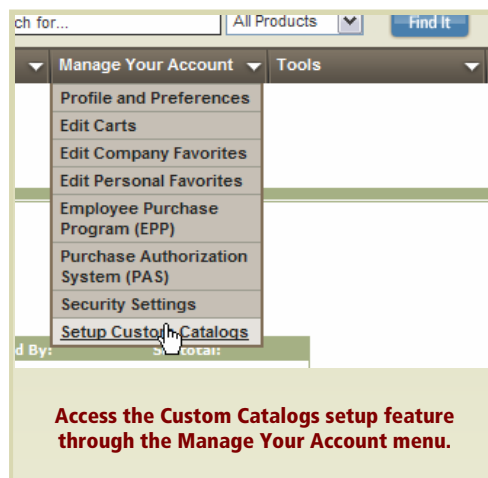 ch for...
All Products
Find It
Manage Your Account
Tools
Profile and Preferences
Edit Carts
Edit Company Favorites
Edit Personal Favorites
Employee Purchase
Program (EPP)
Purchase Authorization
System (PAS)
Security Settings
Setup Custom Catalogs
d By:
Subtotal:
Access the Custom Catalogs setup feature
through the Manage Your Account menu.